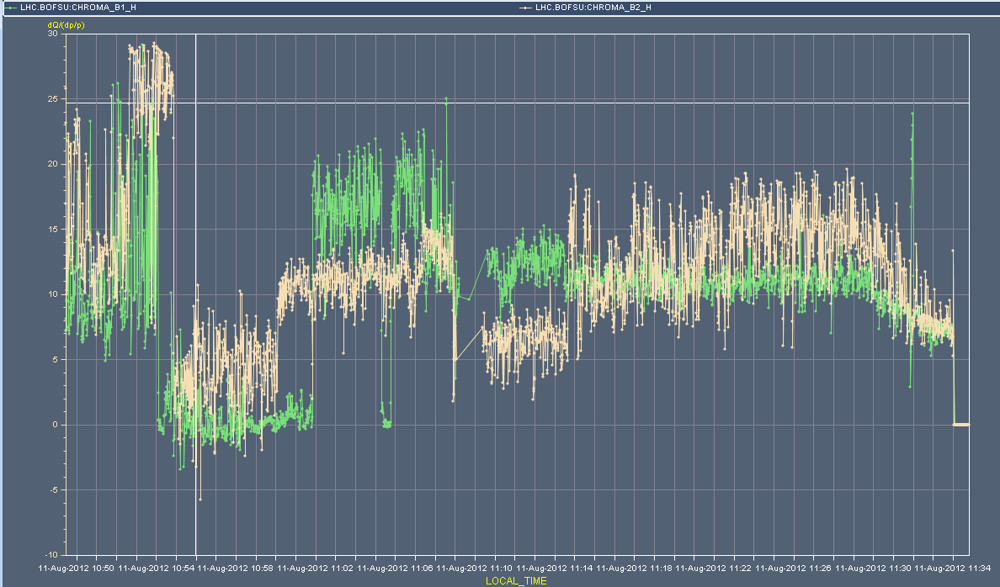 LHC.BOFSU:CHROMA_B1_H LHC.BOFSU:CHROMA_B2_H
dQ/(dp/p)
30
25
20
15
10
5
0
-5
-10
11-Aug-2012 10:50 11-Aug-2012 10:54 11-Aug-2012 10:58 11-Aug-2012 11:02 11-Aug-2012 11:06 11-Aug-2012 11:10 11-Aug-2012 11:14 11-Aug-2012 11:18 11-Aug-2012 11:22 11-Aug-2012 11:26 11-Aug-2012 11:30 11-Aug-2012 11:34
LOCAL_TIME